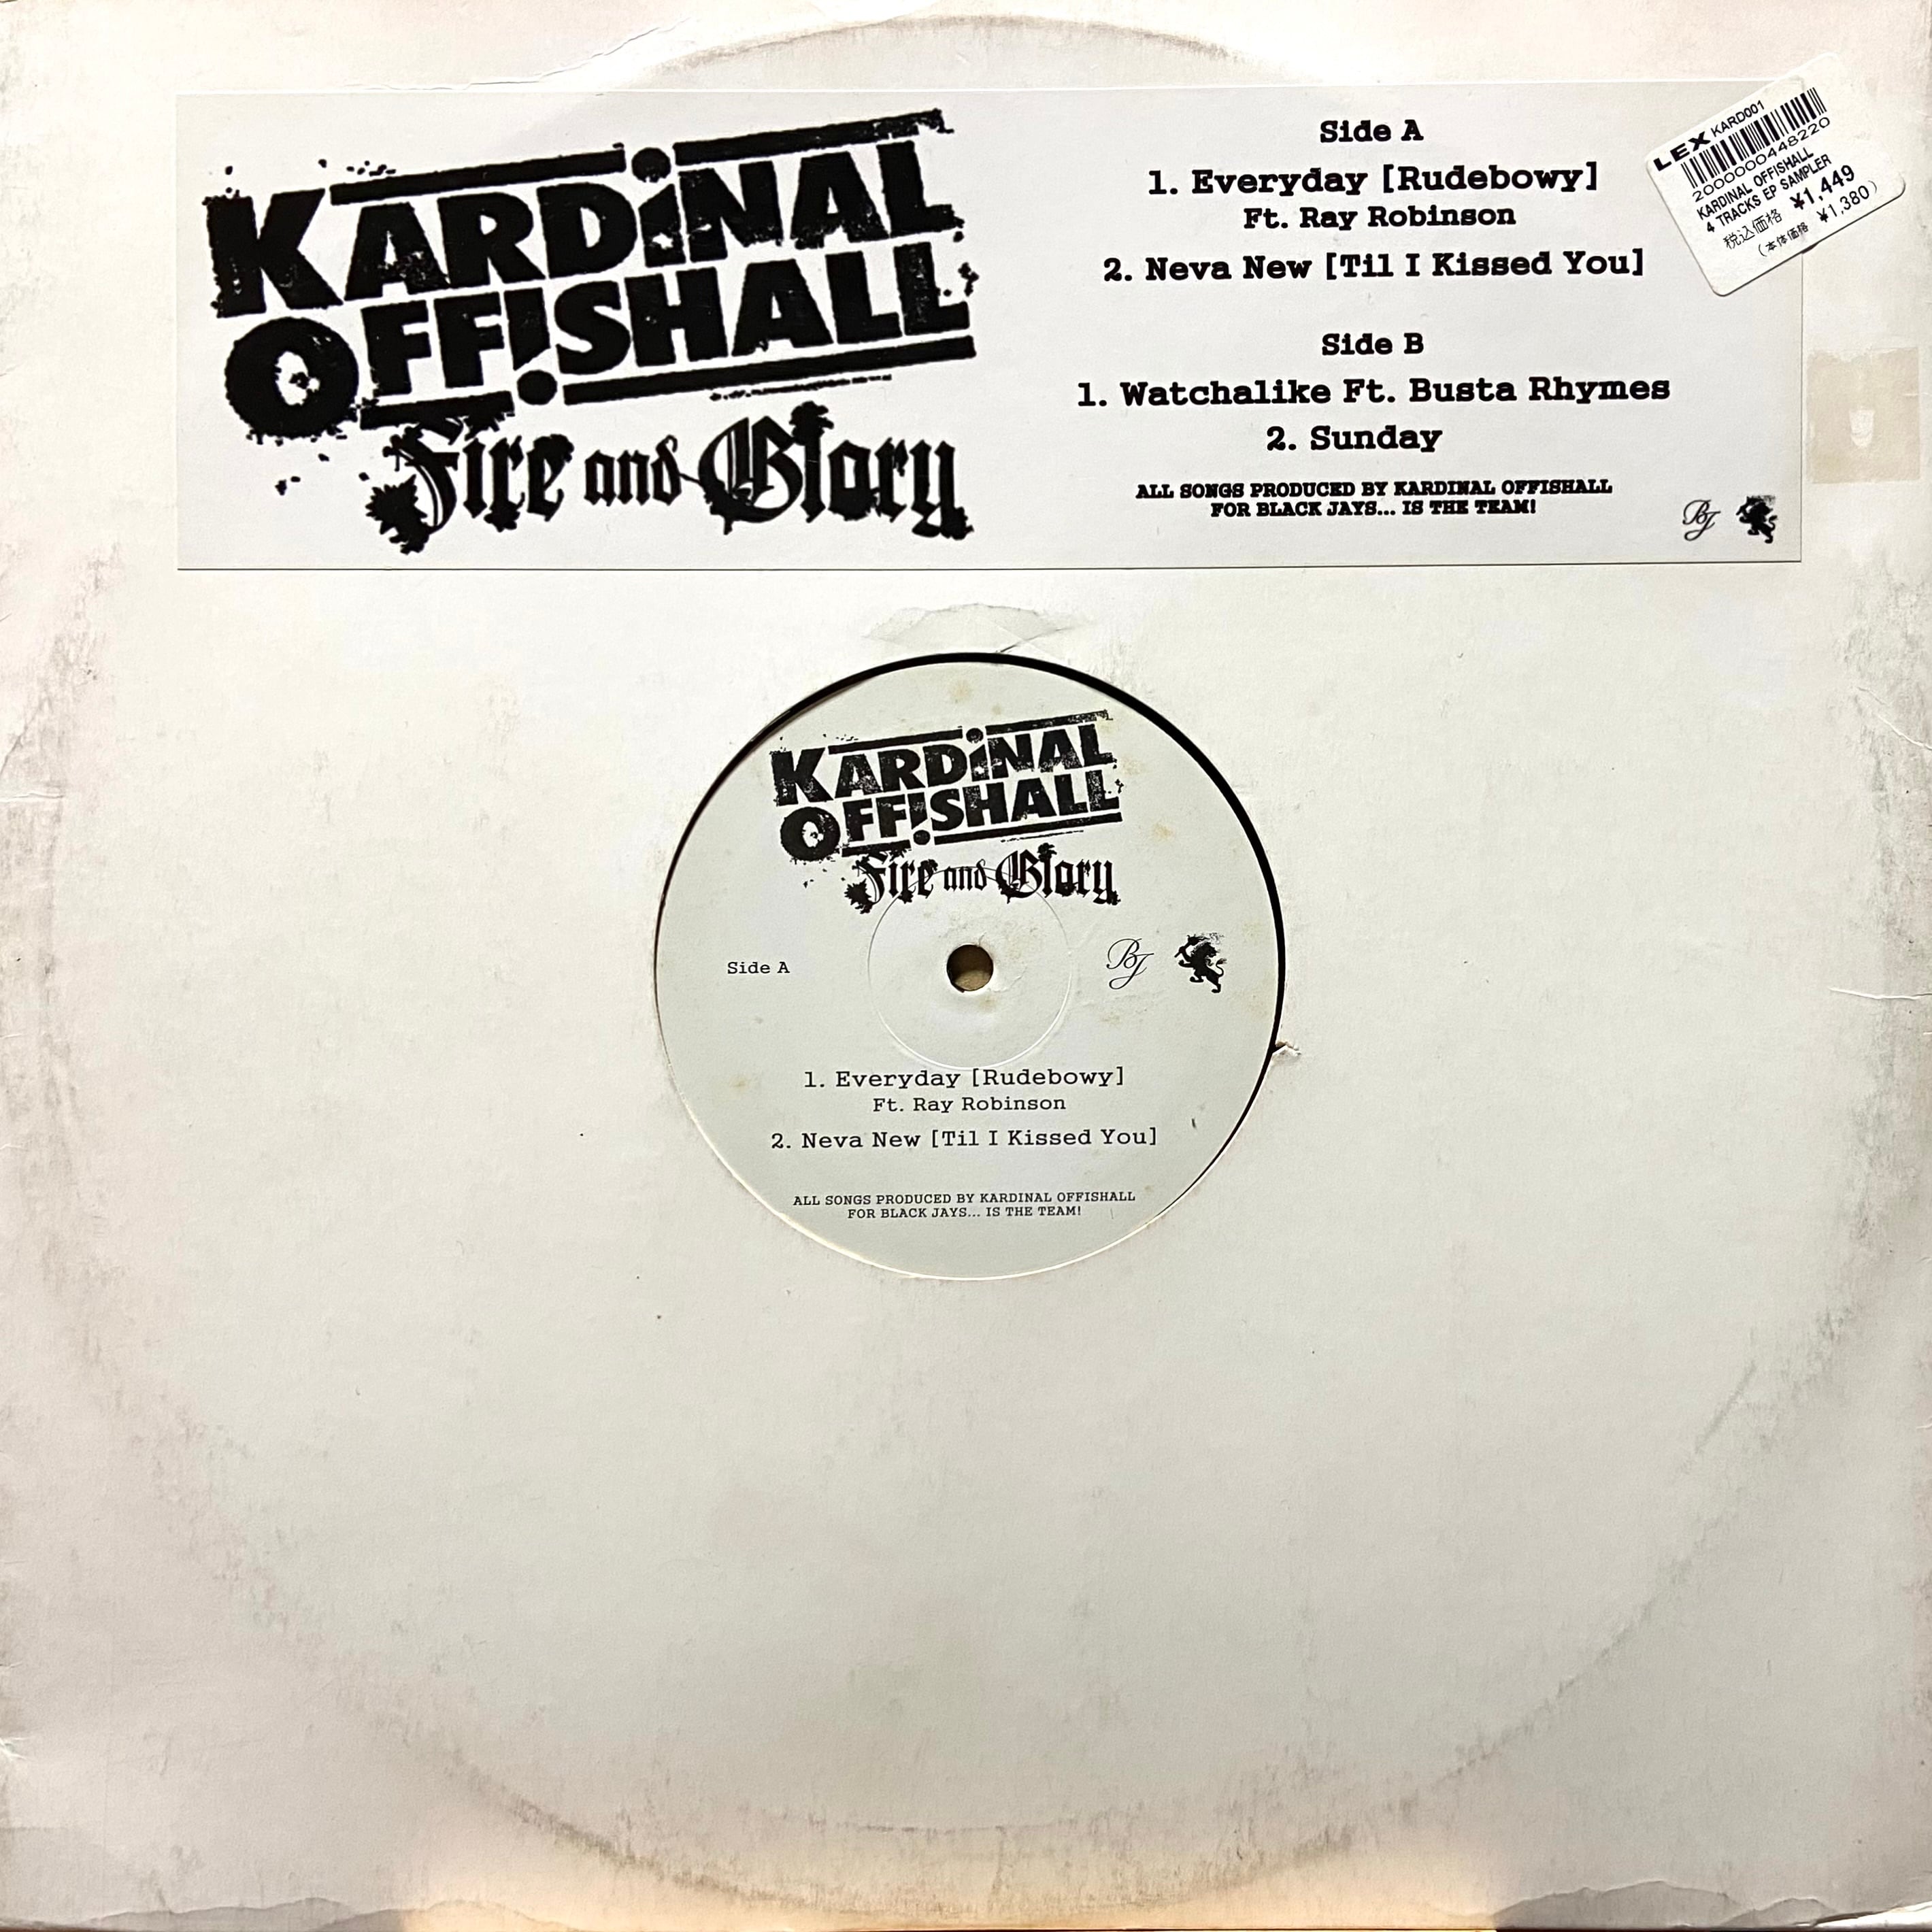 KARDiNAL
OFF!SHALL
Fire and Glory
Side A
1. Everyday [Rudebowy]
Ft. Ray Robinson
2. Neva New [Til I Kissed You]
Side B
1. Watchalike Ft. Busta Rhymes
2. Sunday
ALL SONGS PRODUCED BY KARDINAL OFFISHALL
FOR BLACK JAYS... IS THE TEAM!
BJ
LEX KARD001
2000000448220
KARDINAL OFFISHALL
4 TRACKS EP SAMPLER
税込価格 ¥1,449
(本体価格 ¥1,380)
KARDiNAL
OFF!SHALL
Fire and Glory
Side A
BJ
1. Everyday [Rudebowy]
Ft. Ray Robinson
2. Neva New [Til I Kissed You]
ALL SONGS PRODUCED BY KARDINAL OFFISHALL
FOR BLACK JAYS... IS THE TEAM!